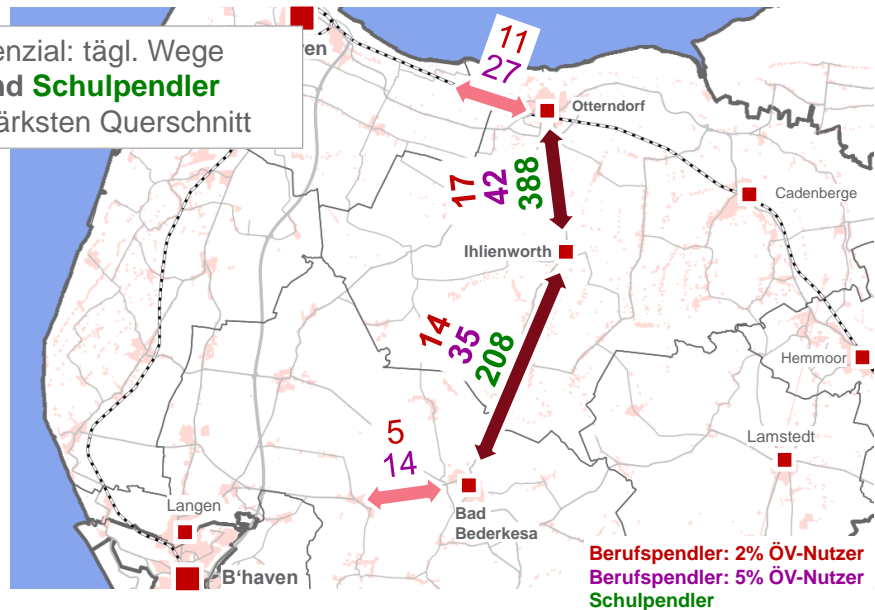 enzial: tägl. Wege
nd Schulpendler
ärksten Querschnitt
ven
11
27
Otterndorf
17
42
388
Cadenberge
Ihlienworth
14
35
208
Hemmoor
5
14
Lamstedt
Langen
Bad
Bederkesa
B'haven
Berufspendler: 2% ÖV-Nutzer
Berufspendler: 5% ÖV-Nutzer
Schulpendler